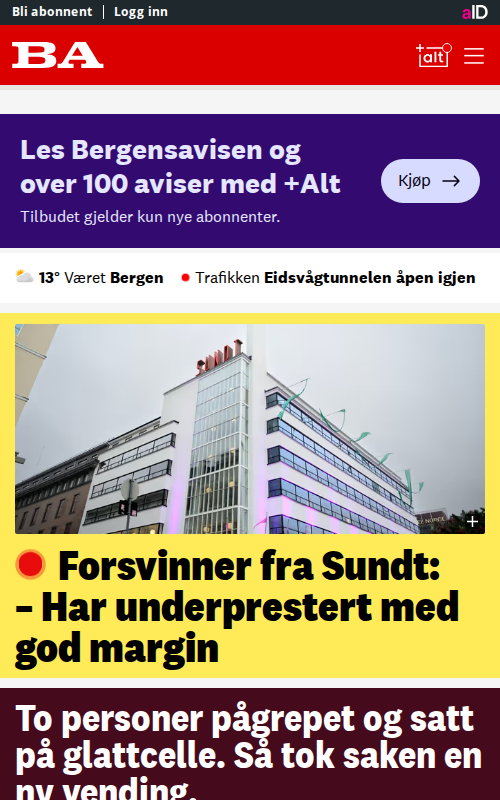 Bli abonnent | Logg inn
aID
BA
+alt
Les Bergensavisen og
over 100 aviser med +Alt
Tilbudet gjelder kun nye abonnenter.
Kjøp →
13° Været Bergen
Trafikken Eidsvågtunnelen åpen igjen
SUNDT
Forsvinner fra Sundt:
– Har underprestert med
god margin
To personer pågrepet og satt
på glattcelle. Så tok saken en
ny vending.